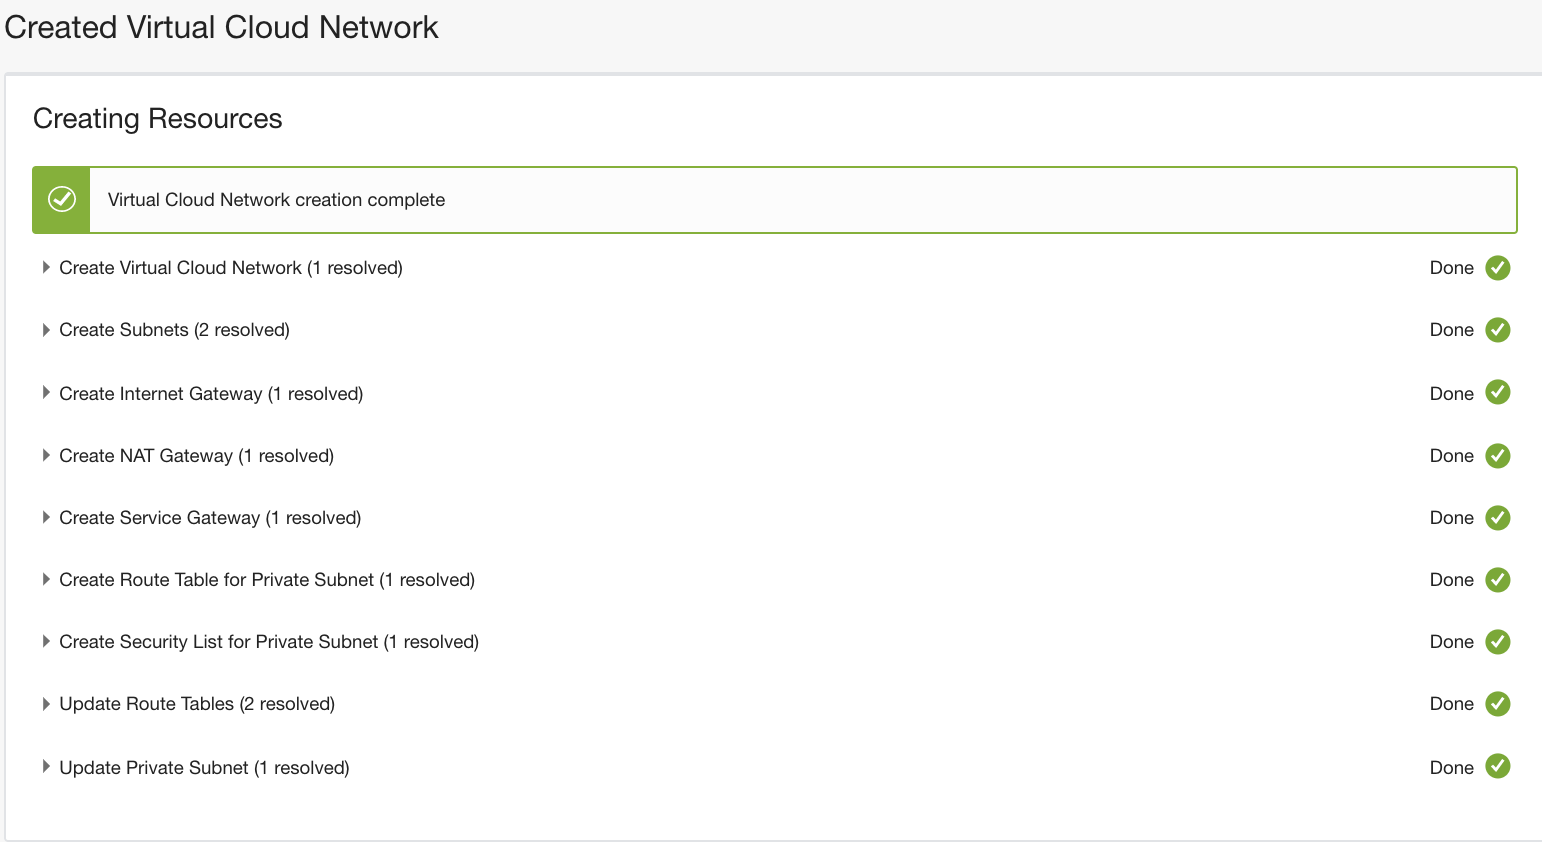 Created Virtual Cloud Network
Creating Resources
Virtual Cloud Network creation complete
Create Virtual Cloud Network (1 resolved) Done
Create Subnets (2 resolved) Done
Create Internet Gateway (1 resolved) Done
Create NAT Gateway (1 resolved) Done
Create Service Gateway (1 resolved) Done
Create Route Table for Private Subnet (1 resolved) Done
Create Security List for Private Subnet (1 resolved) Done
Update Route Tables (2 resolved) Done
Update Private Subnet (1 resolved) Done